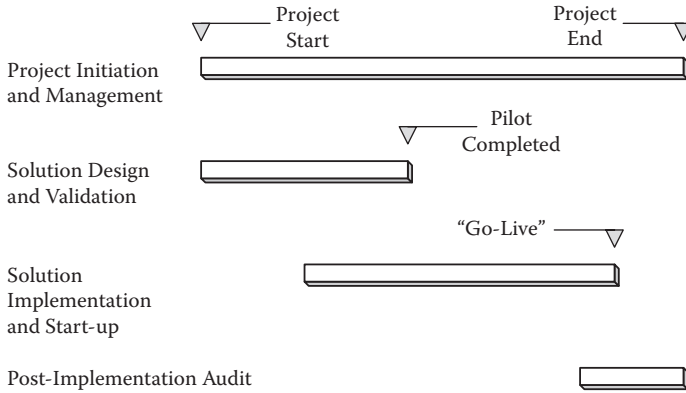 Project
Start
Project
End
Project Initiation
and Management
Pilot
Completed
Solution Design
and Validation
“Go-Live”
Solution
Implementation
and Start-up
Post-Implementation Audit